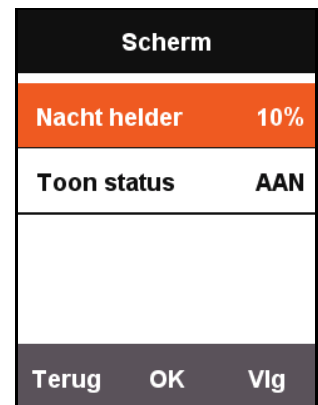 Scherm
Nacht helder 10%
Toon status AAN
Terug OK Vlg